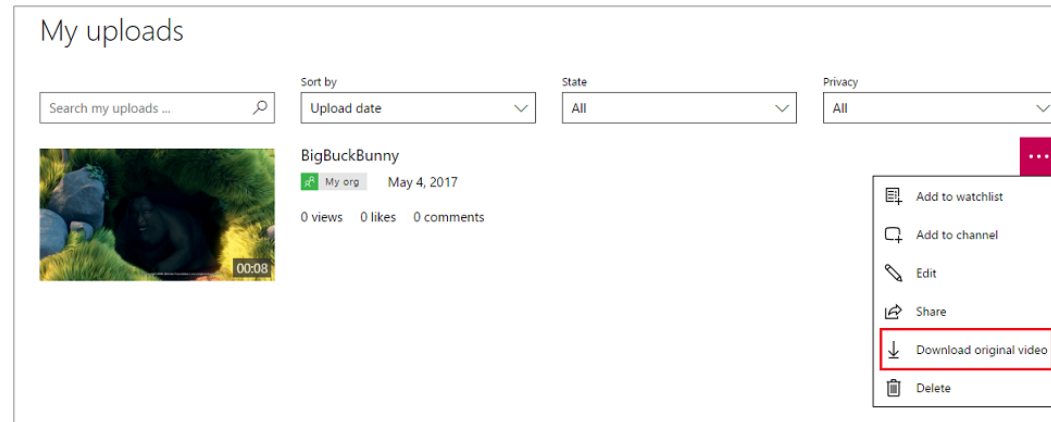 My uploads
Sort by
State
Privacy
Search my uploads ...
Upload date
All
All
BigBuckBunny
My org May 4, 2017
0 views 0 likes 0 comments
00:08
Add to watchlist
Add to channel
Edit
Share
Download original video
Delete